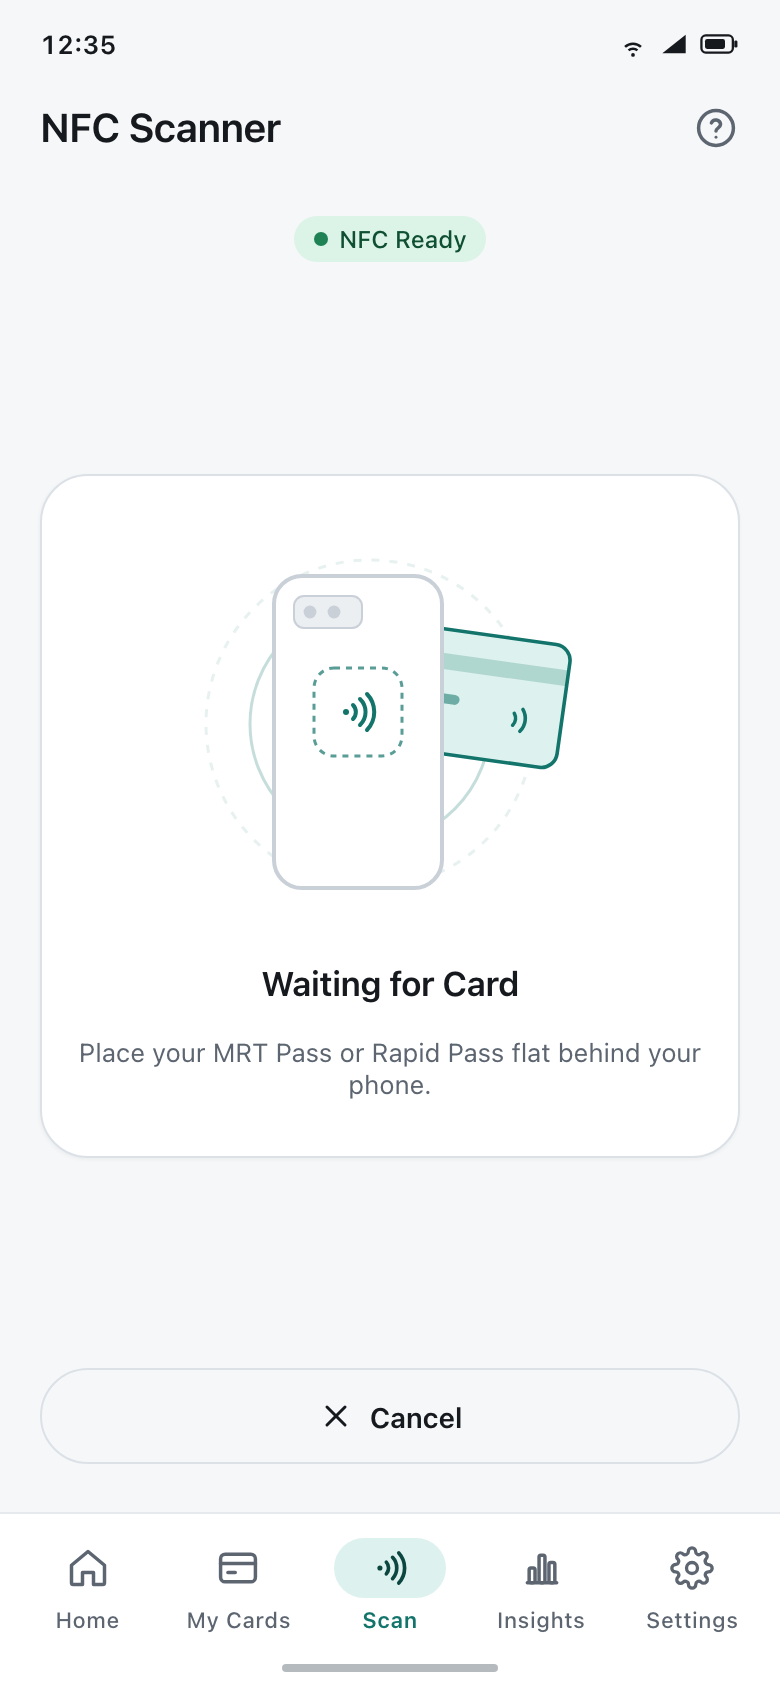 12:35
NFC Scanner
NFC Ready
Waiting for Card
Place your MRT Pass or Rapid Pass flat behind your
phone.
Cancel
Home
My Cards
Scan
Insights
Settings